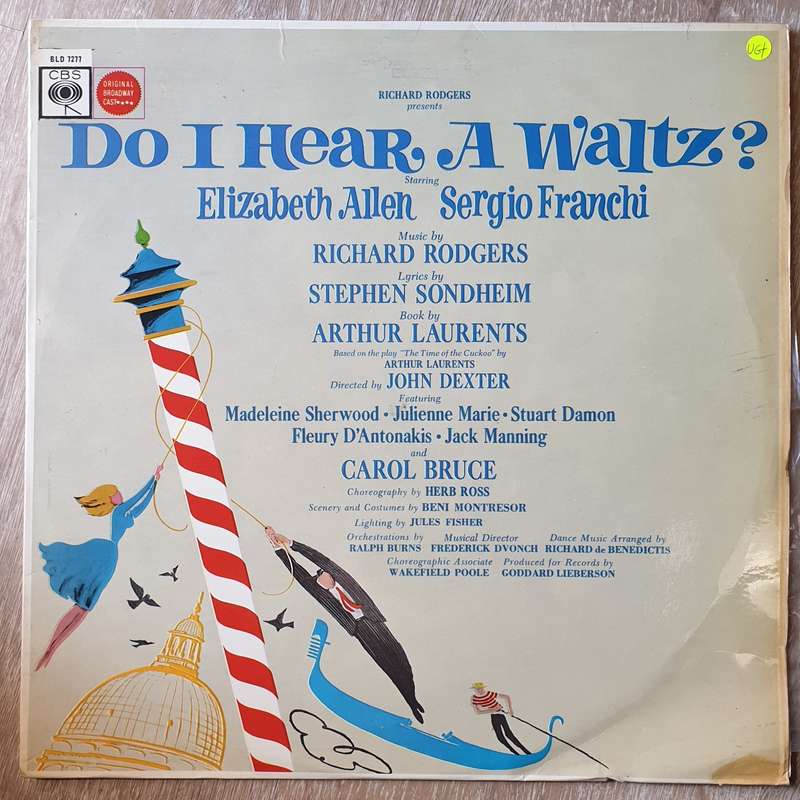 BLD 7277
CBS
ORIGINAL
BROADWAY
CAST
VG+
RICHARD RODGERS
presents
Do I Hear A Waltz?
Starring
Elizabeth Allen Sergio Franchi
Music by
RICHARD RODGERS
Lyrics by
STEPHEN SONDHEIM
Book by
ARTHUR LAURENTS
Based on the play "The Time of the Cuckoo" by
ARTHUR LAURENTS
Directed by JOHN DEXTER
Featuring
Madeleine Sherwood • Julienne Marie • Stuart Damon
Fleury D'Antonakis • Jack Manning
and
CAROL BRUCE
Choreography by HERB ROSS
Scenery and Costumes by BENI MONTRESOR
Lighting by JULES FISHER
Orchestrations by Musical Director Dance Music Arranged by
RALPH BURNS FREDERICK DVONCH RICHARD de BENEDICTIS
Choreographic Associate Produced for Records by
WAKEFIELD POOLE GODDARD LIEBERSON